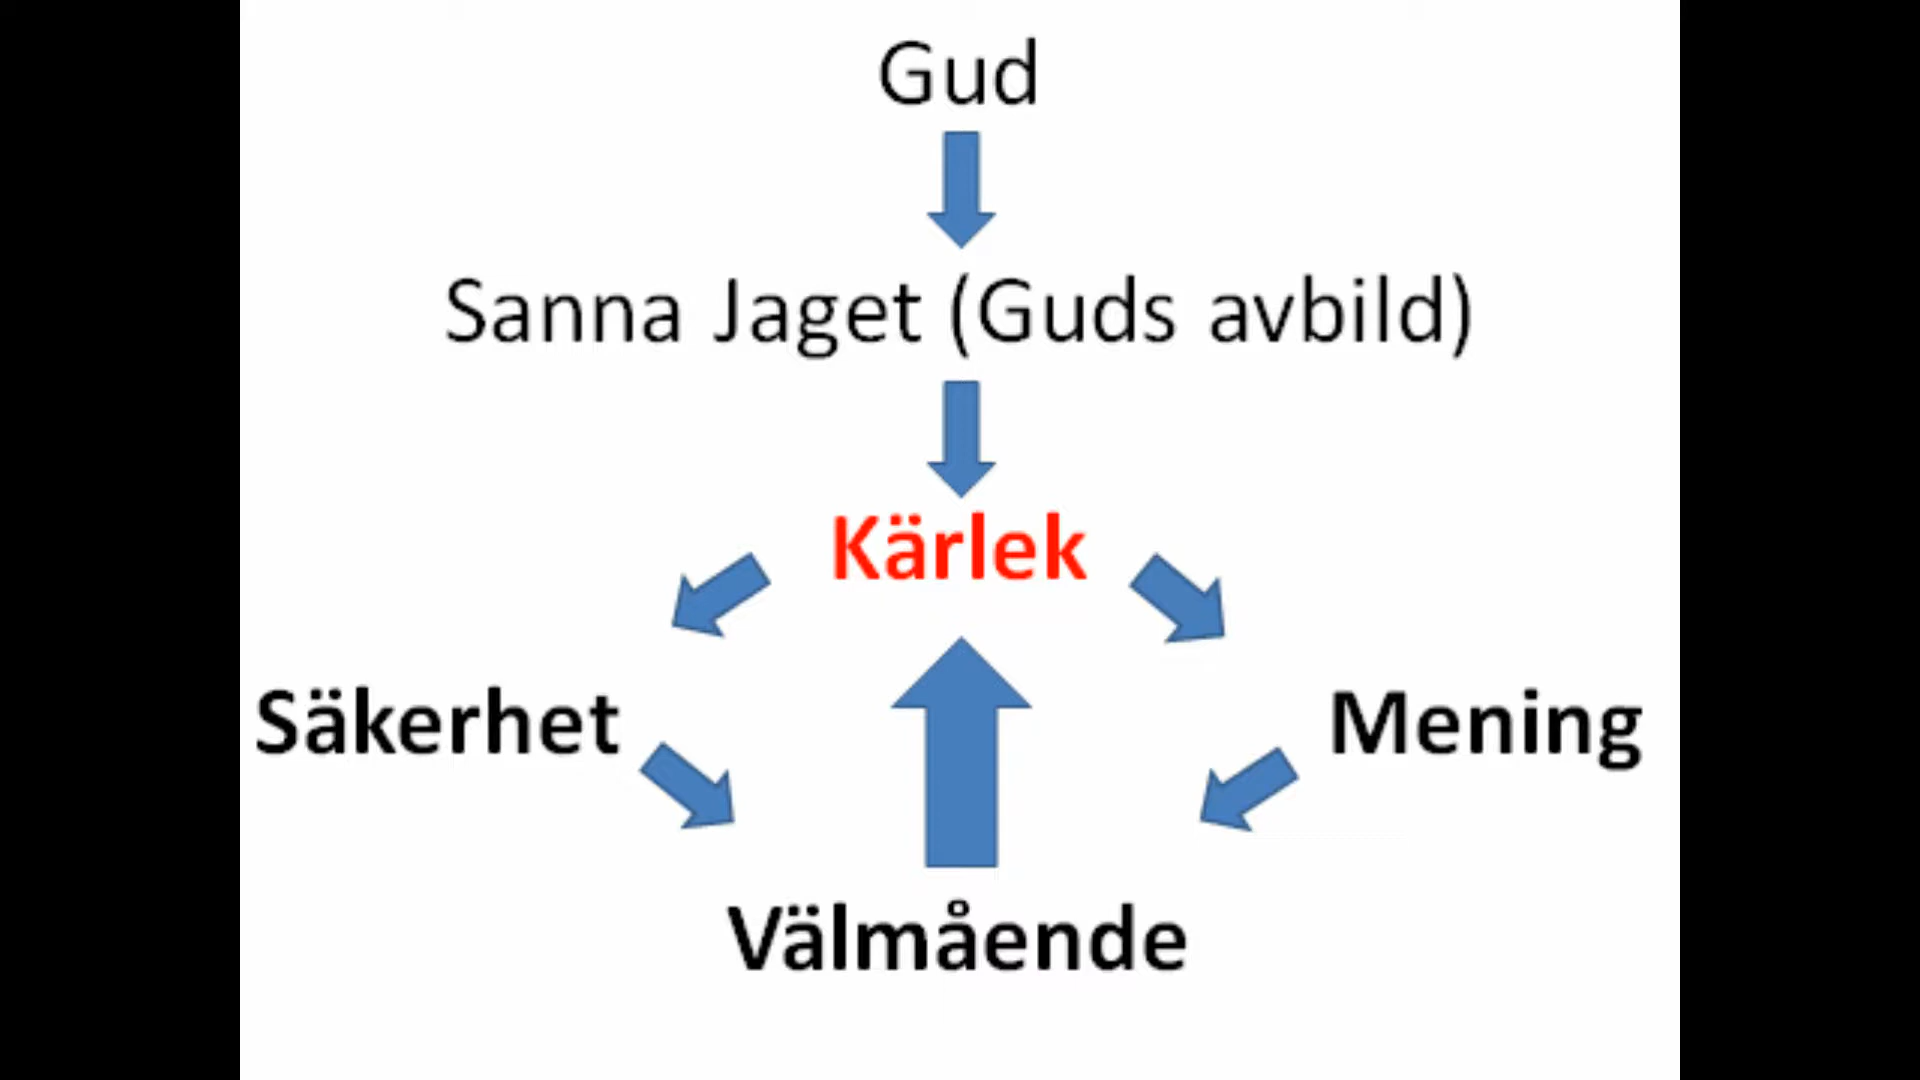 Gud
Sanna Jaget (Guds avbild)
Kärlek
Säkerhet
Mening
Välmående